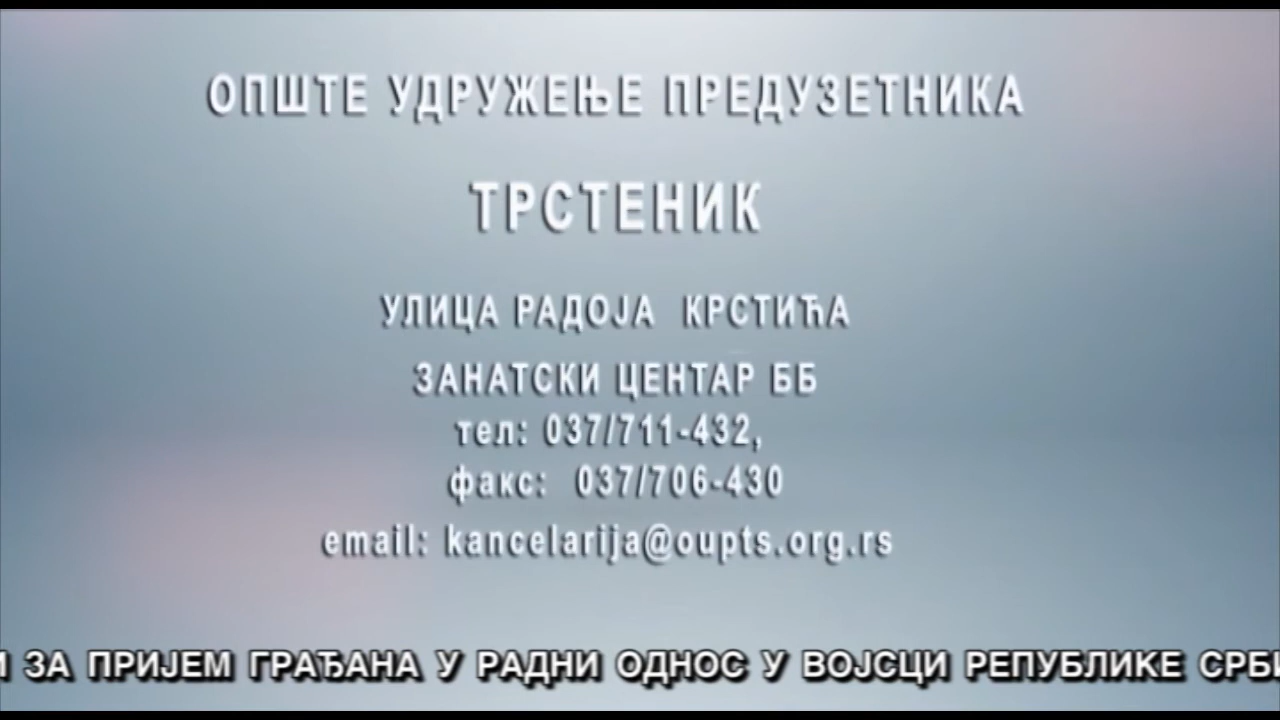 ОПШТЕ УДРУЖЕЊЕ ПРЕДУЗЕТНИКА
ТРСТЕНИК
УЛИЦА РАДОЈА КРСТИЋА
ЗАНАТСКИ ЦЕНТАР ББ
тел: 037/711-432,
факс: 037/706-430
email: kancelarija@oupts.org.rs
ЗА ПРИЈЕМ ГРАЂАНА У РАДНИ ОДНОС У ВОЈСЦИ РЕПУБЛИКЕ